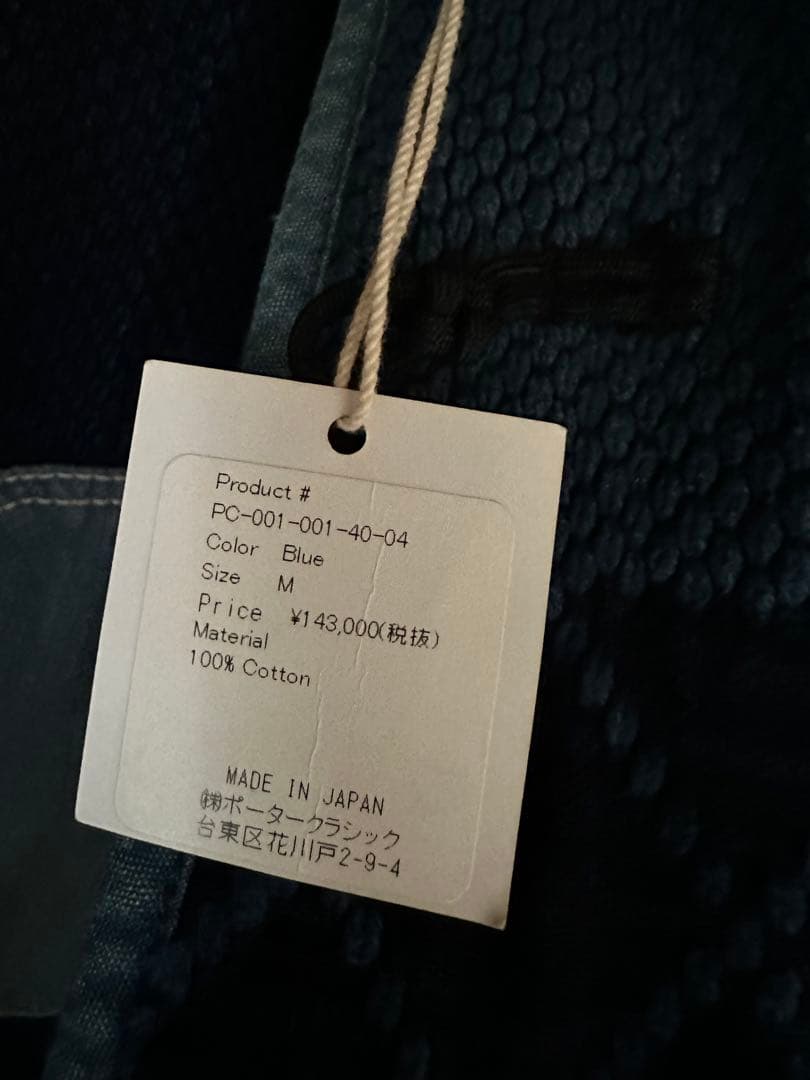 Product #
PC-001-001-40-04
Color Blue
Size M
Price ¥143,000(税抜)
Material
100% Cotton
MADE IN JAPAN
㈱ポータークラシック
台東区花川戸2-9-4